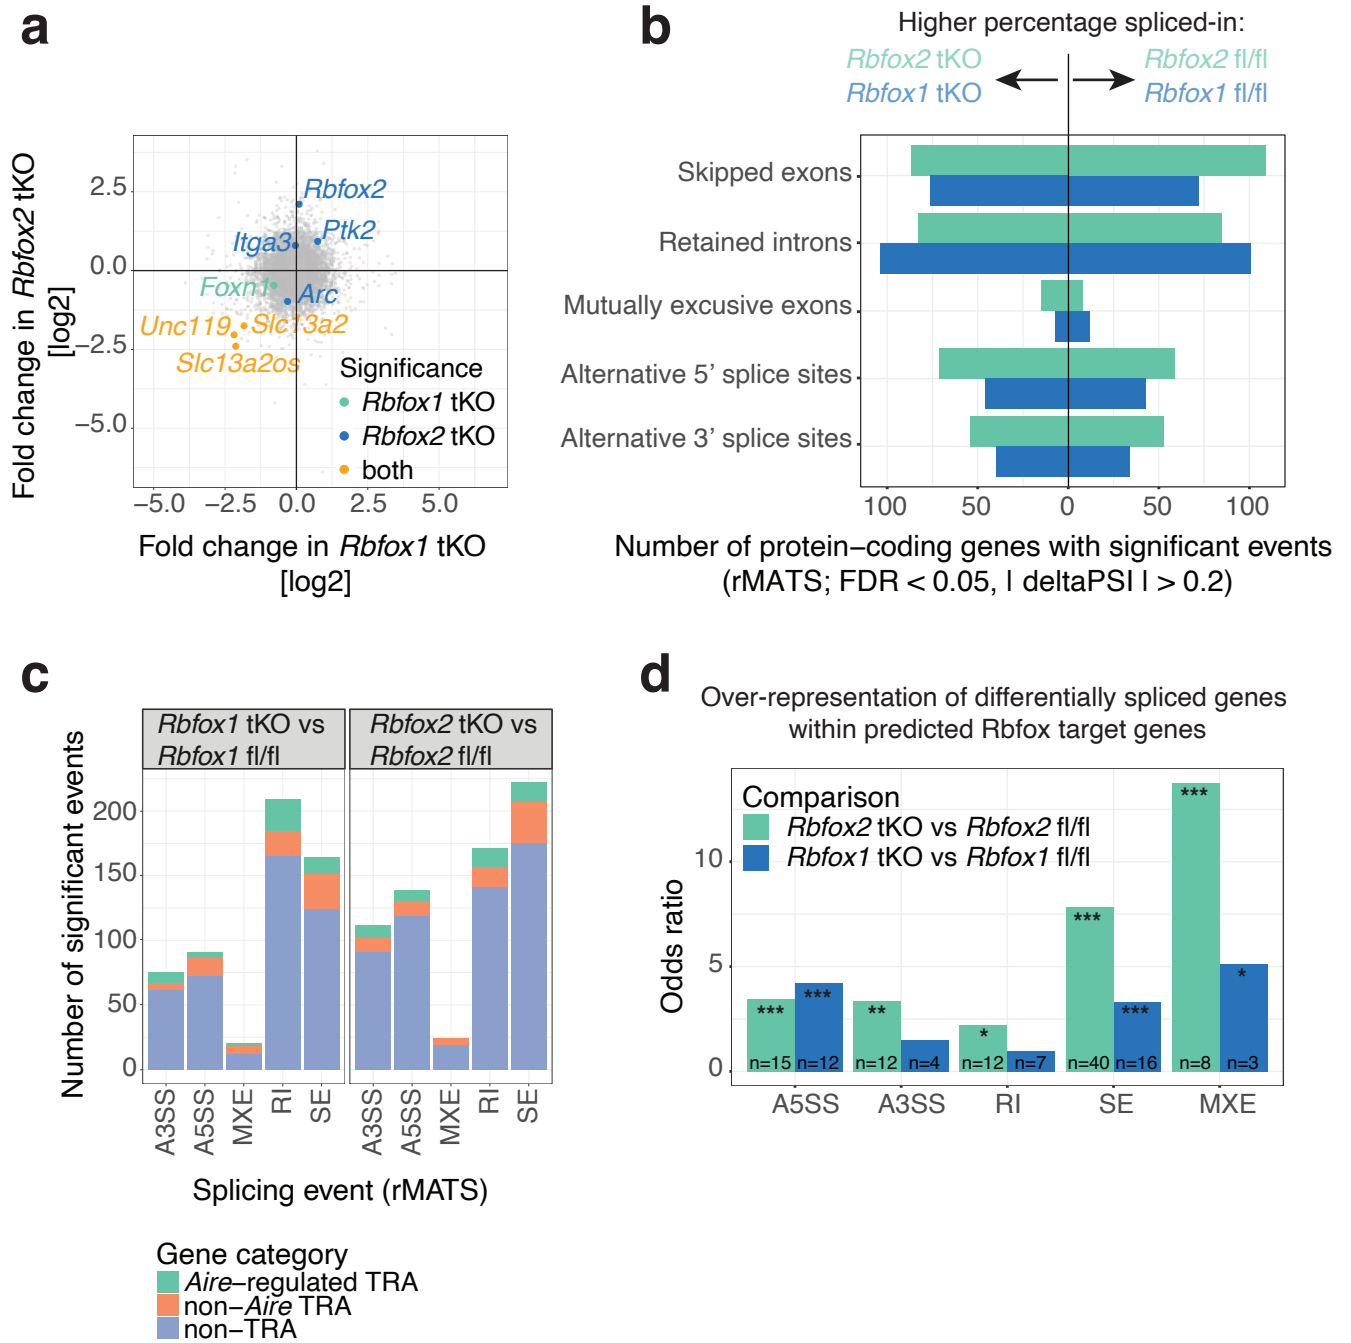 a
Fold change in Rbfox2 tKO
[log2]
2.5
0.0
−2.5
−5.0
Rbfox2
Ptk2
Itga3
Foxn1
Arc
Unc119
Slc13a2
Slc13a2os
Significance
Rbfox1 tKO
Rbfox2 tKO
both
−5.0 −2.5 0.0 2.5 5.0
Fold change in Rbfox1 tKO
[log2]
b
Higher percentage spliced-in:
Rbfox2 tKO Rbfox2 fl/fl
Rbfox1 tKO Rbfox1 fl/fl
Skipped exons
Retained introns
Mutually excusive exons
Alternative 5’ splice sites
Alternative 3’ splice sites
100 50 0 50 100
Number of protein−coding genes with significant events
(rMATS; FDR < 0.05, | deltaPSI | > 0.2)
c
Rbfox1 tKO vs
Rbfox1 fl/fl
Rbfox2 tKO vs
Rbfox2 fl/fl
Number of significant events
200
150
100
50
0
A3SS A5SS MXE RI SE A3SS A5SS MXE RI SE
Splicing event (rMATS)
Gene category
Aire−regulated TRA
non−Aire TRA
non−TRA
d
Over-representation of differentially spliced genes
within predicted Rbfox target genes
Comparison
Rbfox2 tKO vs Rbfox2 fl/fl
Rbfox1 tKO vs Rbfox1 fl/fl
Odds ratio
10
5
0
*** *** ** * *** *** *** *
n=15 n=12 n=12 n=4 n=12 n=7 n=40 n=16 n=8 n=3
A5SS A3SS RI SE MXE